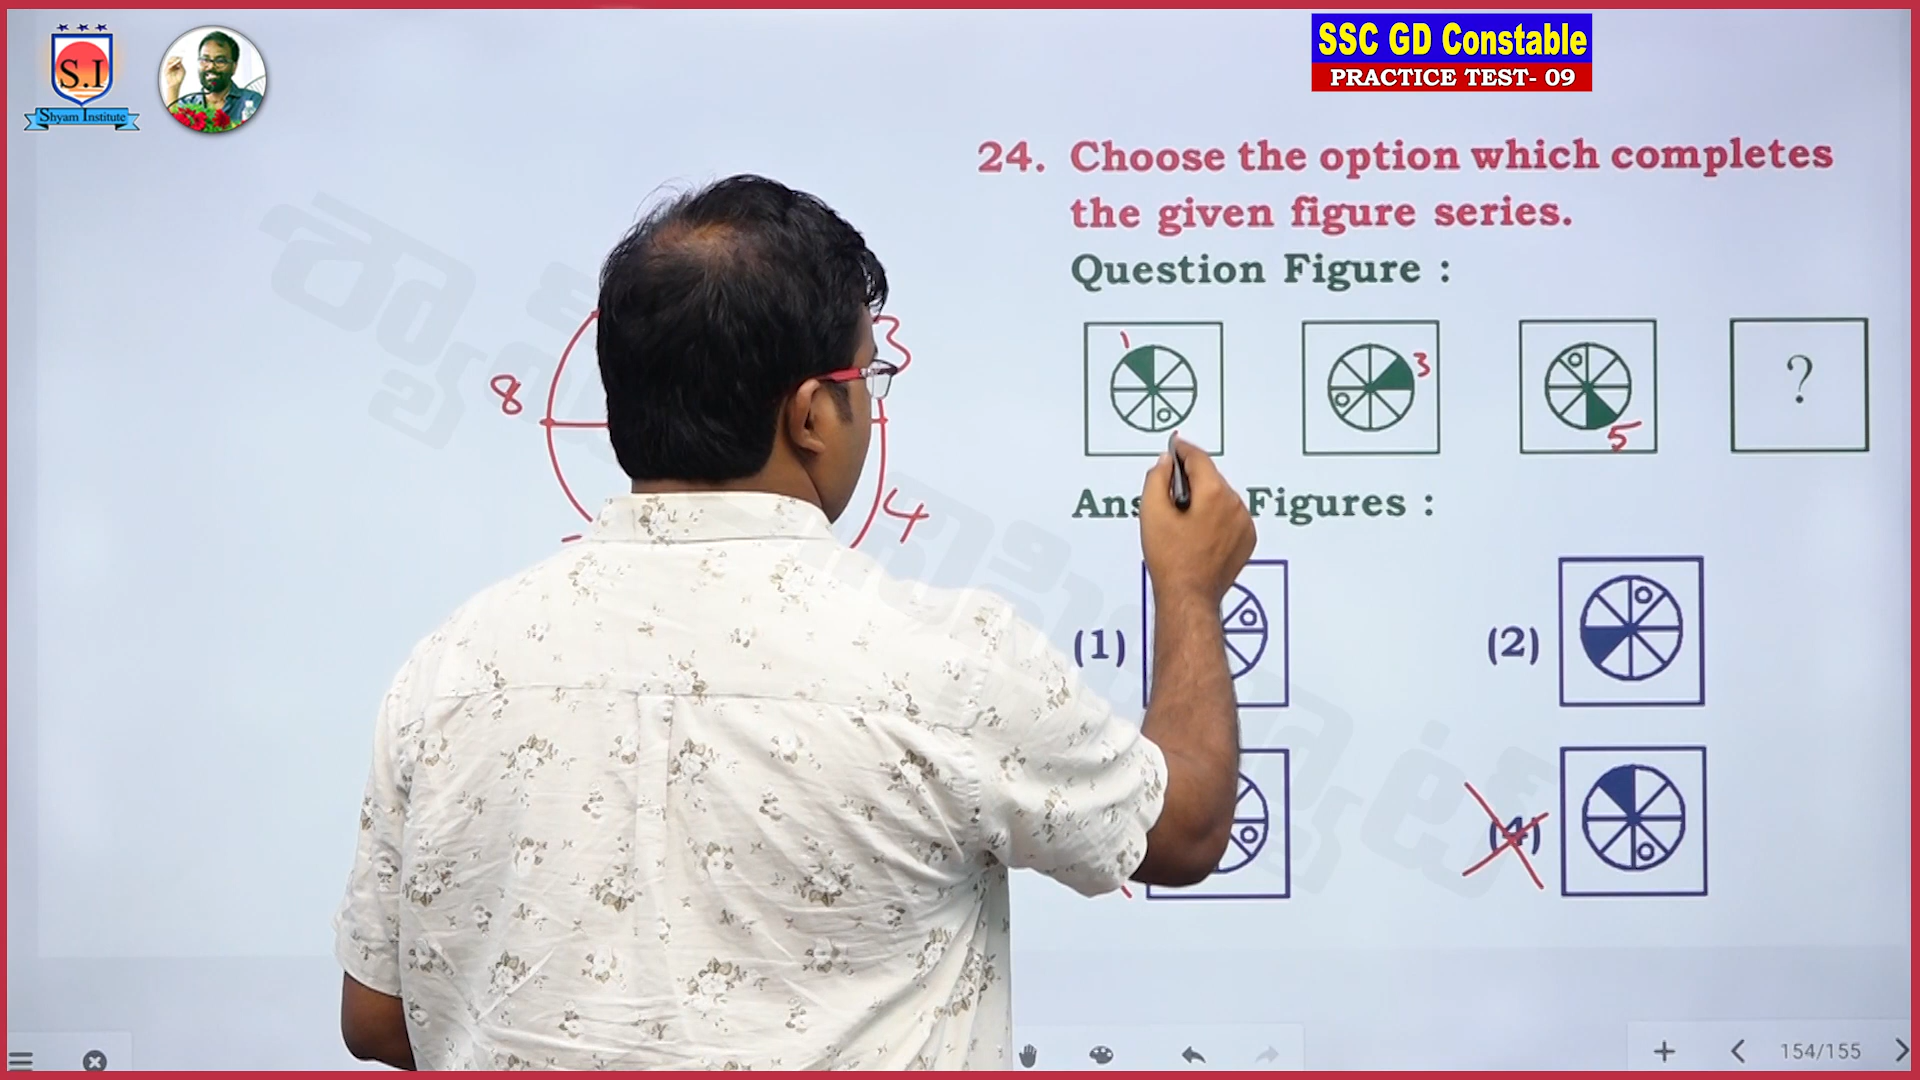 S.I
Shyam Institute
SSC GD Constable
PRACTICE TEST- 09
24. Choose the option which completes
the given figure series.
Question Figure :
1
3
5
?
8
3
4
Figures :
(1)
(2)
(4)
154/155